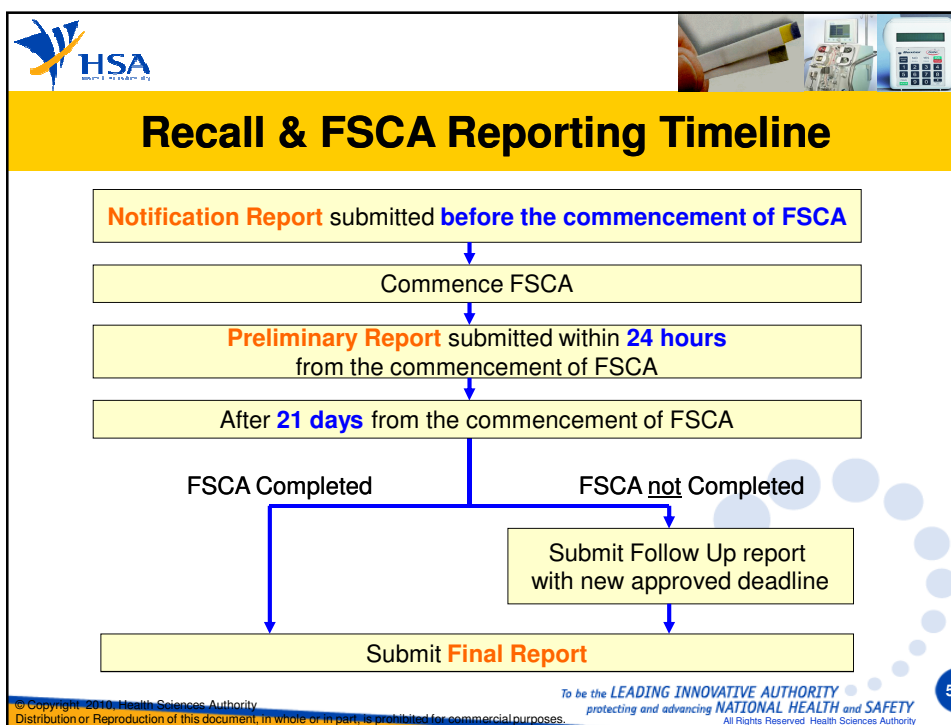 HSA
Recall & FSCA Reporting Timeline
Notification Report submitted before the commencement of FSCA
Commence FSCA
Preliminary Report submitted within 24 hours
from the commencement of FSCA
After 21 days from the commencement of FSCA
FSCA Completed
FSCA not Completed
Submit Follow Up report
with new approved deadline
Submit Final Report
© Copyright 2010, Health Sciences Authority
Distribution or Reproduction of this document, in whole or in part, is prohibited for commercial purposes.
To be the LEADING INNOVATIVE AUTHORITY
protecting and advancing NATIONAL HEALTH and SAFETY
All Rights Reserved Health Sciences Authority